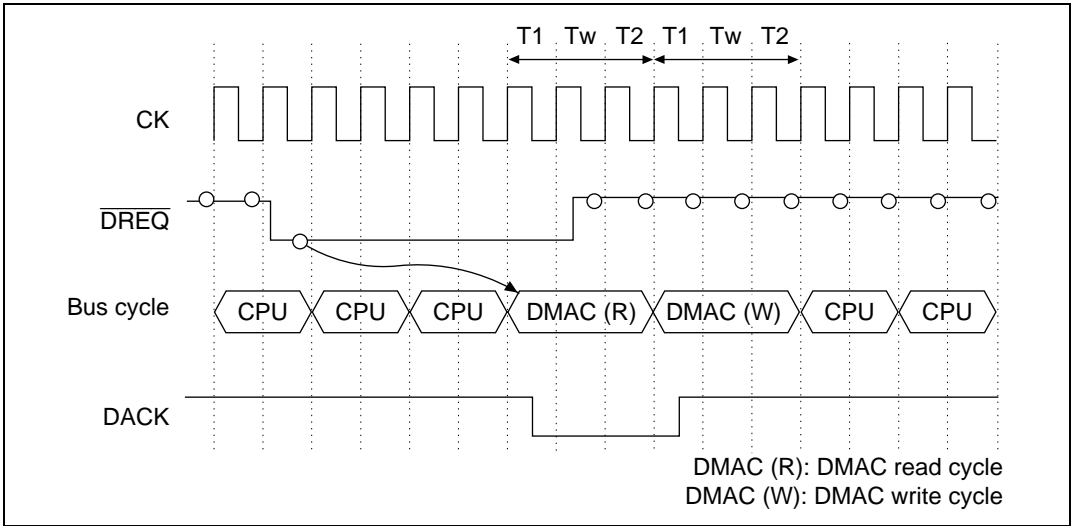 T1 Tw T2 T1 Tw T2
CK
DREQ
Bus cycle CPU CPU CPU DMAC (R) DMAC (W) CPU CPU
DACK
DMAC (R): DMAC read cycle
DMAC (W): DMAC write cycle